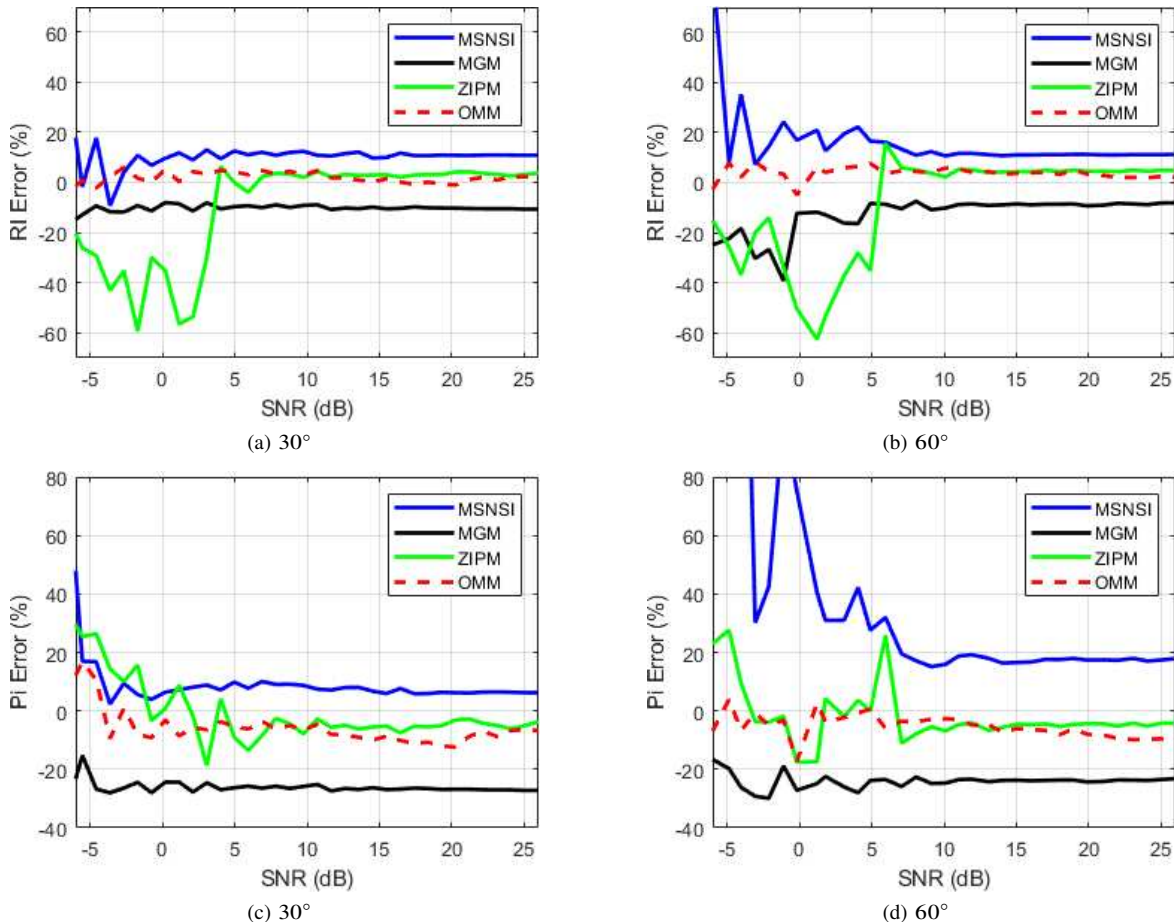 60
40
20
0
-20
-40
-60
RI Error (%)
-5 0 5 10 15 20 25
SNR (dB)
MSNSI
MGM
ZIPM
OMM
(a) 30°
60
40
20
0
-20
-40
-60
RI Error (%)
-5 0 5 10 15 20 25
SNR (dB)
MSNSI
MGM
ZIPM
OMM
(b) 60°
80
60
40
20
0
-20
-40
Pi Error (%)
-5 0 5 10 15 20 25
SNR (dB)
MSNSI
MGM
ZIPM
OMM
(c) 30°
80
60
40
20
0
-20
-40
Pi Error (%)
-5 0 5 10 15 20 25
SNR (dB)
MSNSI
MGM
ZIPM
OMM
(d) 60°